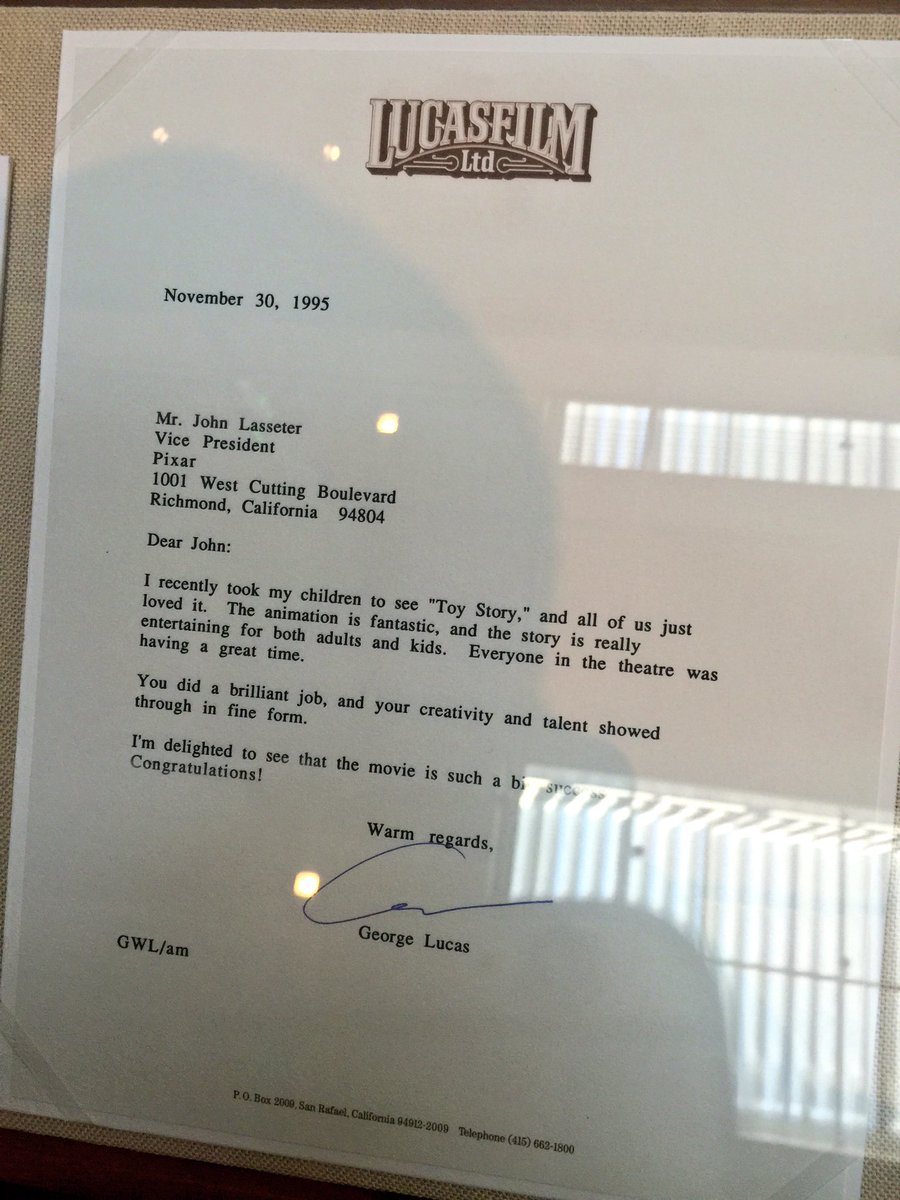 LUCASFILM
Ltd
November 30, 1995
Mr. John Lasseter
Vice President
Pixar
1001 West Cutting Boulevard
Richmond, California 94804
Dear John:
I recently took my children to see "Toy Story," and all of us just
loved it. The animation is fantastic, and the story is really
entertaining for both adults and kids. Everyone in the theatre was
having a great time.
You did a brilliant job, and your creativity and talent showed
through in fine form.
I'm delighted to see that the movie is such a big success
Congratulations!
Warm regards,
George Lucas
GWL/am
P.O. Box 2009, San Rafael, California 94912-2009 Telephone (415) 662-1800